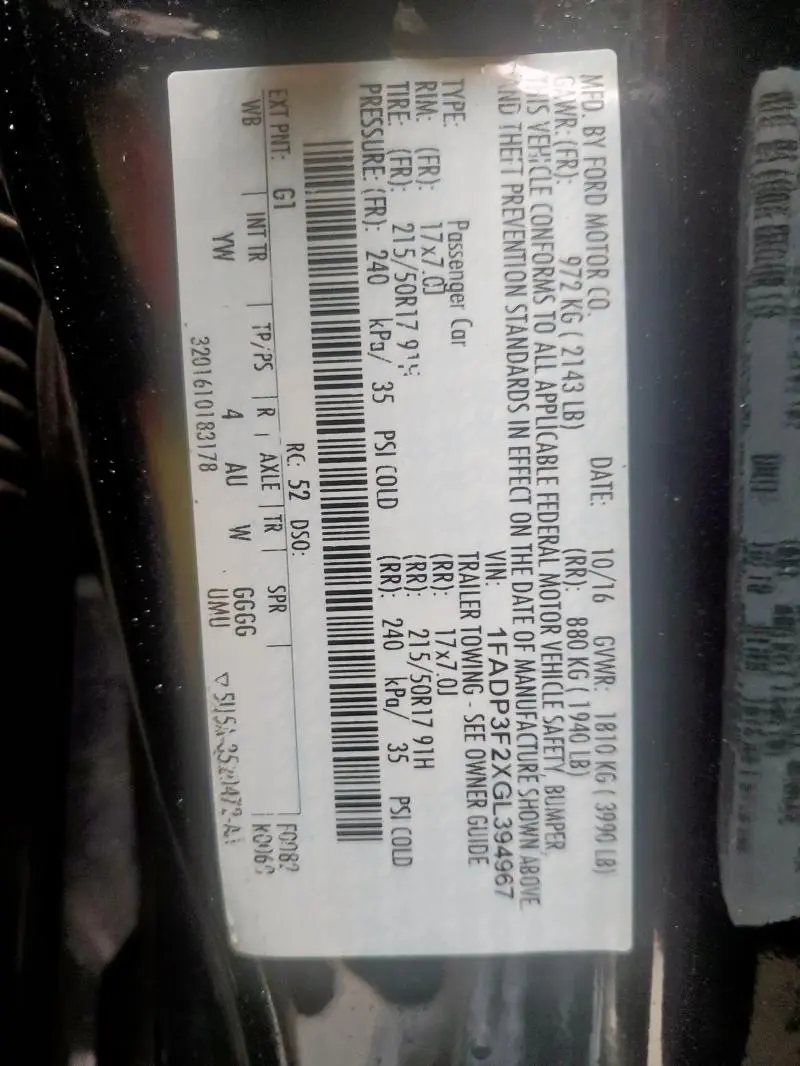 MFD. BY FORD MOTOR CO. DATE: 10/16 GVWR: 1810 KG ( 3990 LB)
GAWR: (FR): 972 KG ( 2143 LB) (RR): 880 KG ( 1940 LB)
THIS VEHICLE CONFORMS TO ALL APPLICABLE FEDERAL MOTOR VEHICLE SAFETY, BUMPER,
AND THEFT PREVENTION STANDARDS IN EFFECT ON THE DATE OF MANUFACTURE SHOWN ABOVE
VIN: 1FADP3F2XGL394967
TYPE: Passenger Car TRAILER TOWING - SEE OWNER GUIDE
RIM: (FR): 17x7.0J (RR): 17x7.0J
TIRE: (FR): 215/50R17 91H (RR): 215/50R17 91H
PRESSURE: (FR): 240 kPa/ 35 PSI COLD (RR): 240 kPa/ 35 PSI COLD
EXT PNT: G1 RC: 52 DSO:
WB INT TR TP/PS R AXLE TR SPR
YW 4 AU W GGGG
UMU
3201610183178